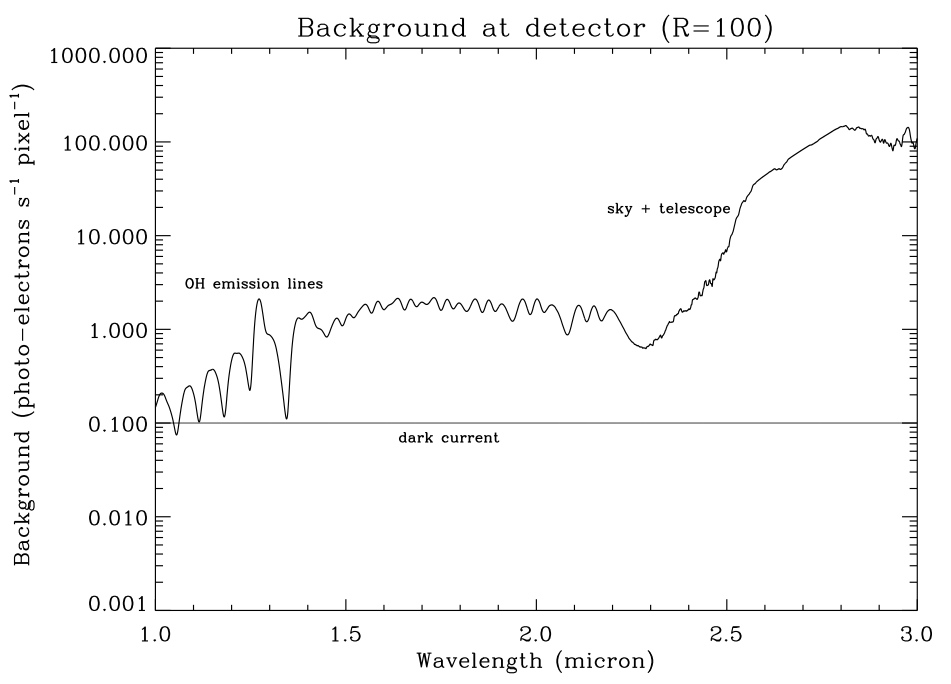 Background at detector (R=100)
1000.000
100.000
10.000
1.000
0.100
0.010
0.001
Background (photo−electrons s⁻¹ pixel⁻¹)
sky + telescope
OH emission lines
dark current
1.0 1.5 2.0 2.5 3.0
Wavelength (micron)